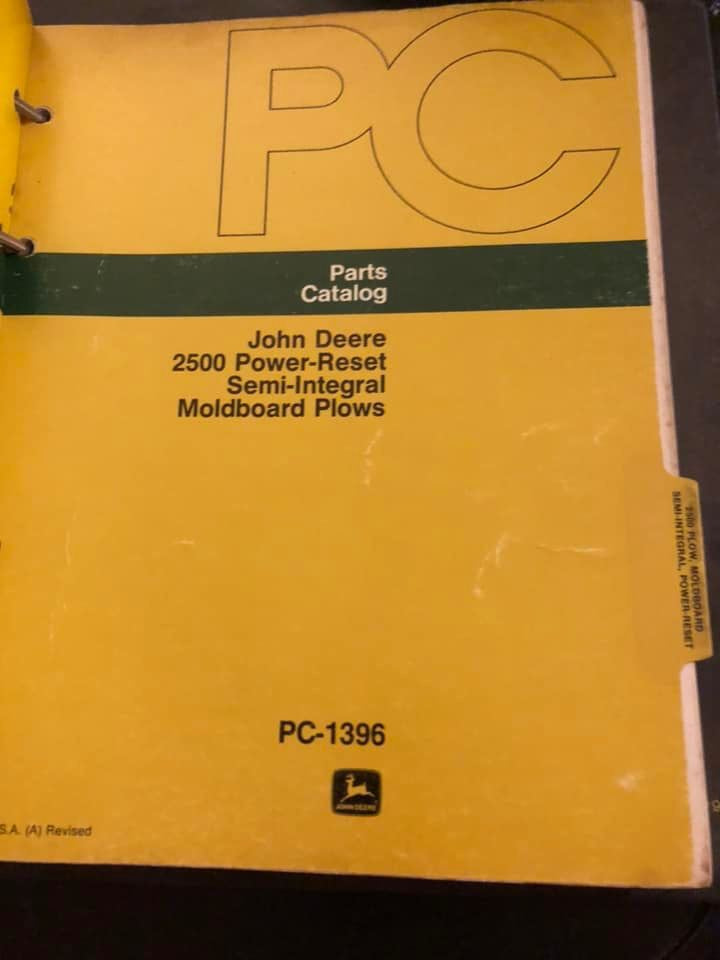 PC
Parts
Catalog
John Deere
2500 Power-Reset
Semi-Integral
Moldboard Plows
2500 PLOW, MOLDBOARD
SEMI-INTEGRAL, POWER-RESET
PC-1396
JOHN DEERE
S.A. (A) Revised